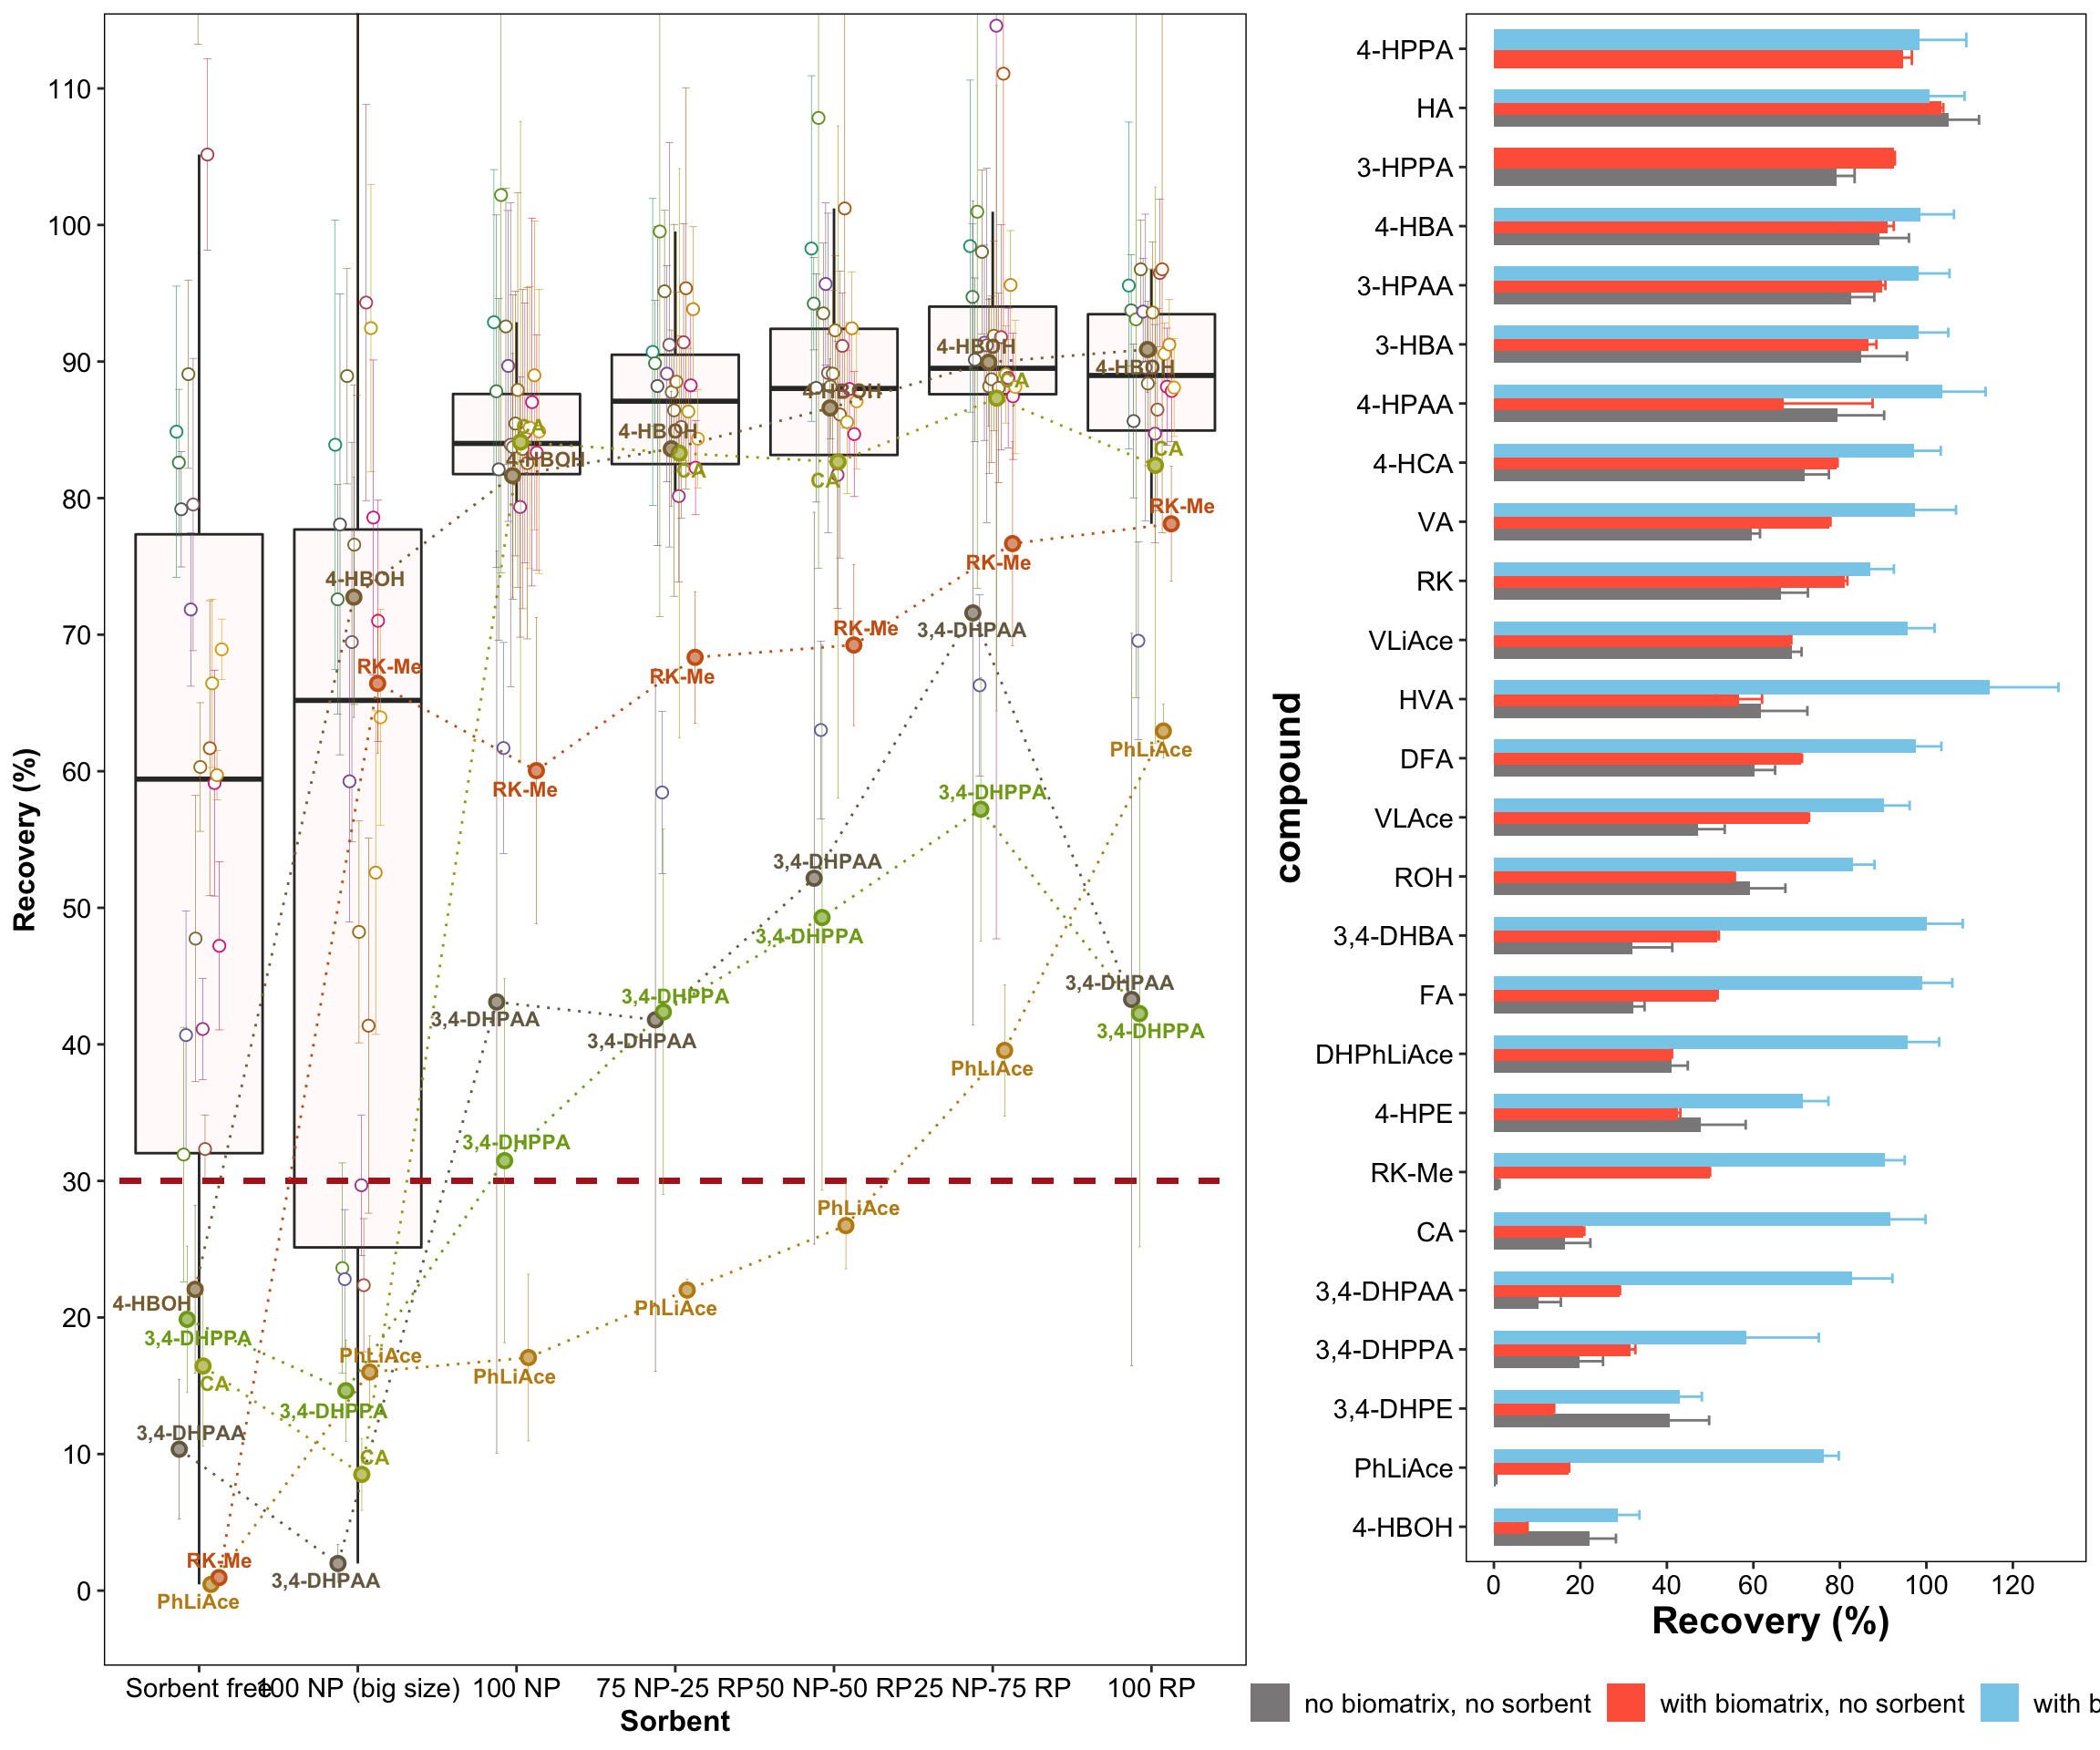 110
100
90
80
70
60
50
40
30
20
10
0
Recovery (%)
4-HBOH
4-HBOH
CA
4-HBOH
CA
4-HBOH
CA
4-HBOH
CA
4-HBOH
CA
4-HBOH
RK-Me
RK-Me
RK-Me
RK-Me
RK-Me
RK-Me
3,4-DHPAA
PhLiAce
3,4-DHPPA
3,4-DHPAA
3,4-DHPPA
3,4-DHPAA
3,4-DHPPA
3,4-DHPPA
3,4-DHPAA
3,4-DHPAA
3,4-DHPPA
PhLiAce
3,4-DHPPA
PhLiAce
4-HBOH
PhLiAce
3,4-DHPPA
PhLiAce
PhLiAce
CA
3,4-DHPPA
3,4-DHPAA
CA
RK-Me
3,4-DHPAA
PhLiAce
Sorbent free
100 NP (big size)
100 NP
75 NP-25 RP
50 NP-50 RP
25 NP-75 RP
100 RP
Sorbent
compound
4-HPPA
HA
3-HPPA
4-HBA
3-HPAA
3-HBA
4-HPAA
4-HCA
VA
RK
VLiAce
HVA
DFA
VLAce
ROH
3,4-DHBA
FA
DHPhLiAce
4-HPE
RK-Me
CA
3,4-DHPAA
3,4-DHPPA
3,4-DHPE
PhLiAce
4-HBOH
0 20 40 60 80 100 120
Recovery (%)
no biomatrix, no sorbent with biomatrix, no sorbent with b